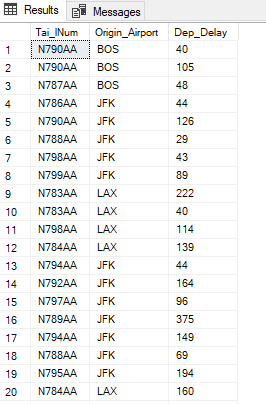 Results Messages
Tai_lNum Origin_Airport Dep_Delay
1 N790AA BOS 40
2 N790AA BOS 105
3 N787AA BOS 48
4 N786AA JFK 44
5 N790AA JFK 126
6 N788AA JFK 29
7 N798AA JFK 43
8 N799AA JFK 89
9 N783AA LAX 222
10 N783AA LAX 40
11 N798AA LAX 114
12 N784AA LAX 139
13 N794AA JFK 44
14 N792AA JFK 164
15 N797AA JFK 96
16 N789AA JFK 375
17 N794AA JFK 149
18 N788AA JFK 69
19 N795AA JFK 194
20 N784AA LAX 160